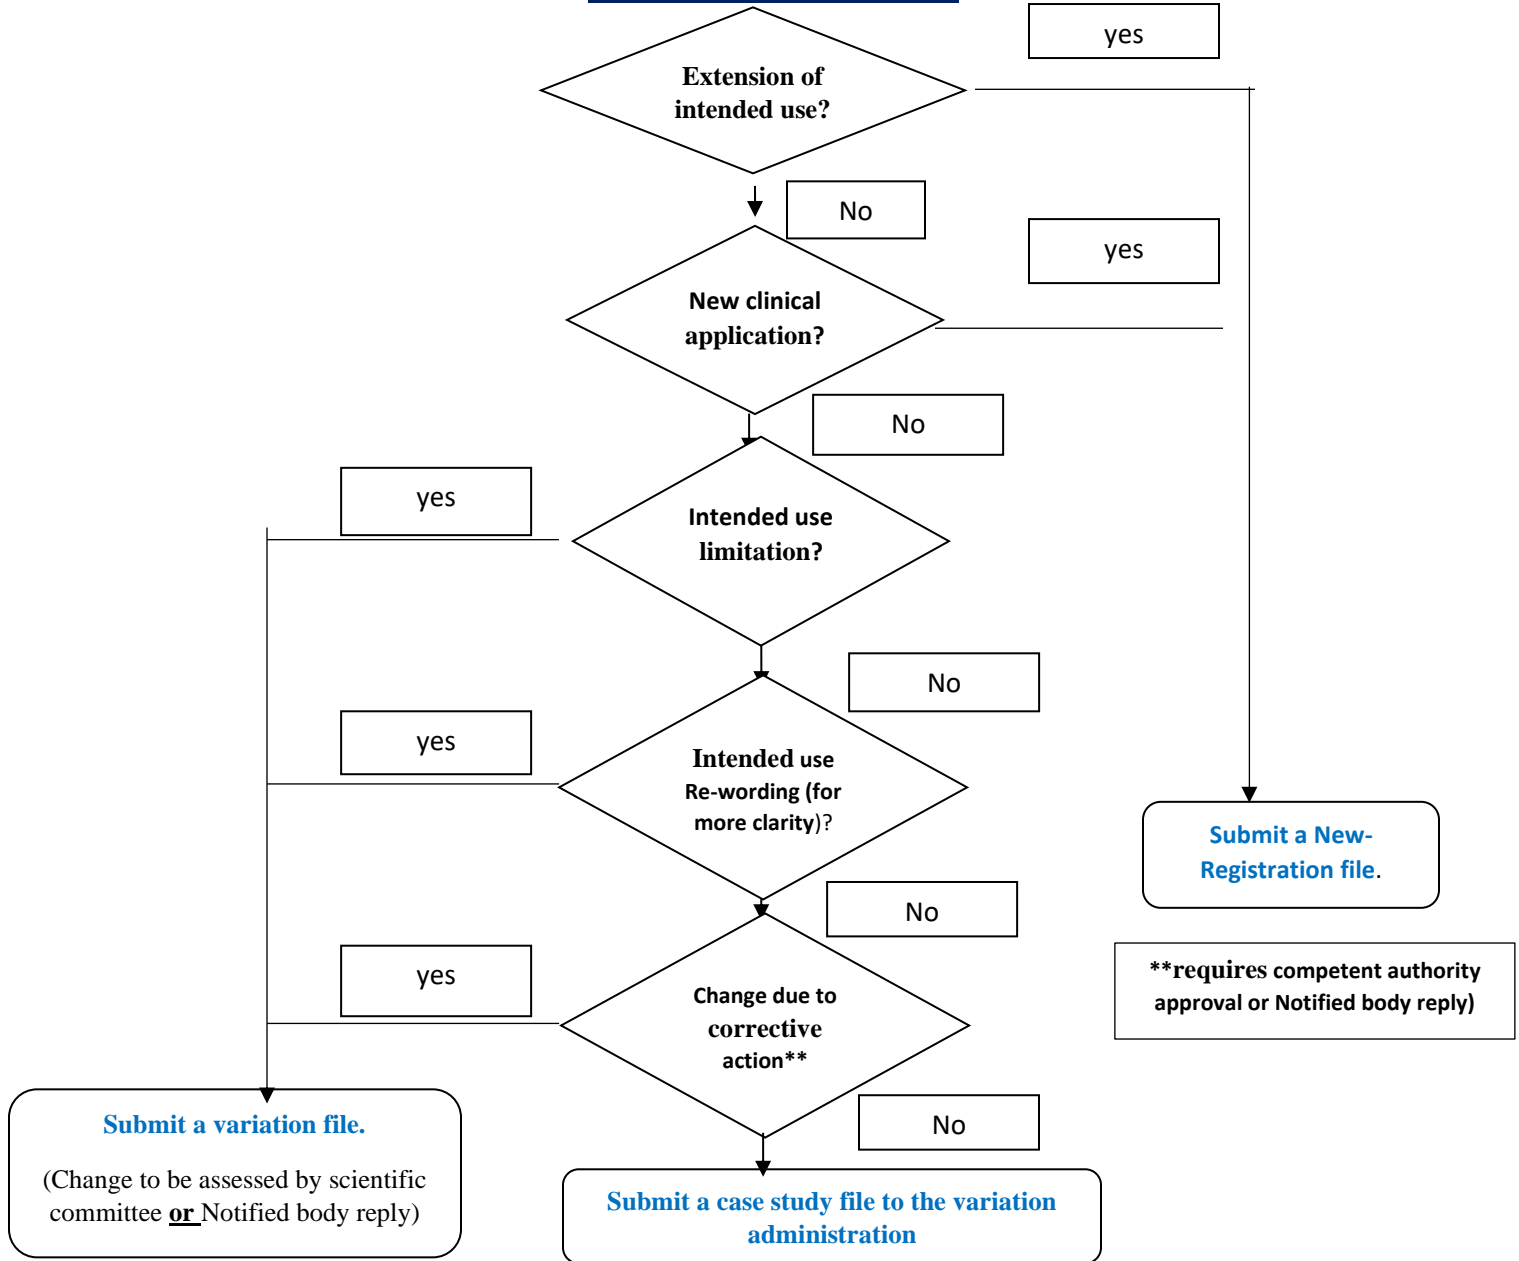 yes
Extension of
intended use?
No
yes
New clinical
application?
No
yes
Intended use
limitation?
No
yes
Intended use
Re-wording (for
more clarity)?
Submit a New-
Registration file.
No
yes
**requires competent authority
approval or Notified body reply)
Change due to
corrective
action**
No
Submit a variation file.
(Change to be assessed by scientific
committee or Notified body reply)
Submit a case study file to the variation
administration